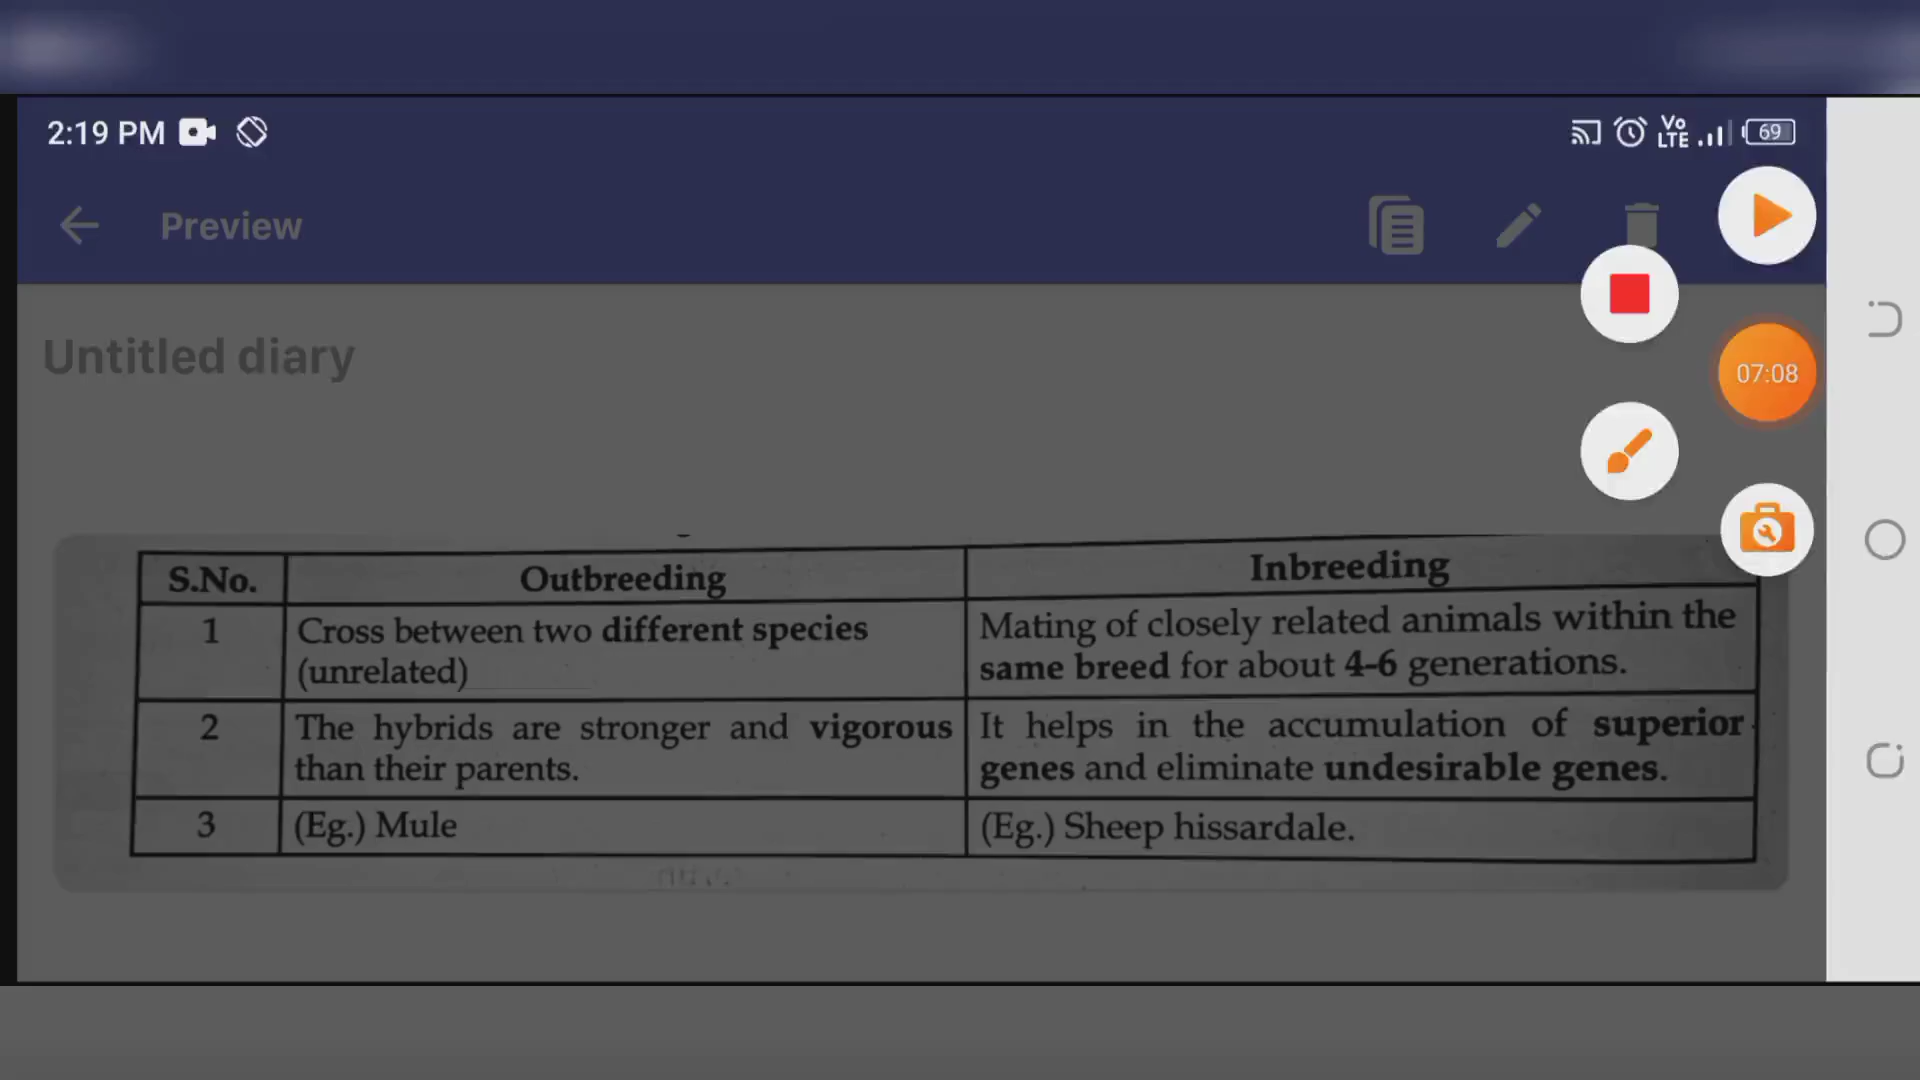 2:19 PM
Vo
LTE
69
Preview
07:08
Untitled diary
S.No. Outbreeding Inbreeding
1 Cross between two different species (unrelated) Mating of closely related animals within the same breed for about 4-6 generations.
2 The hybrids are stronger and vigorous than their parents. It helps in the accumulation of superior genes and eliminate undesirable genes.
3 (Eg.) Mule (Eg.) Sheep hissardale.